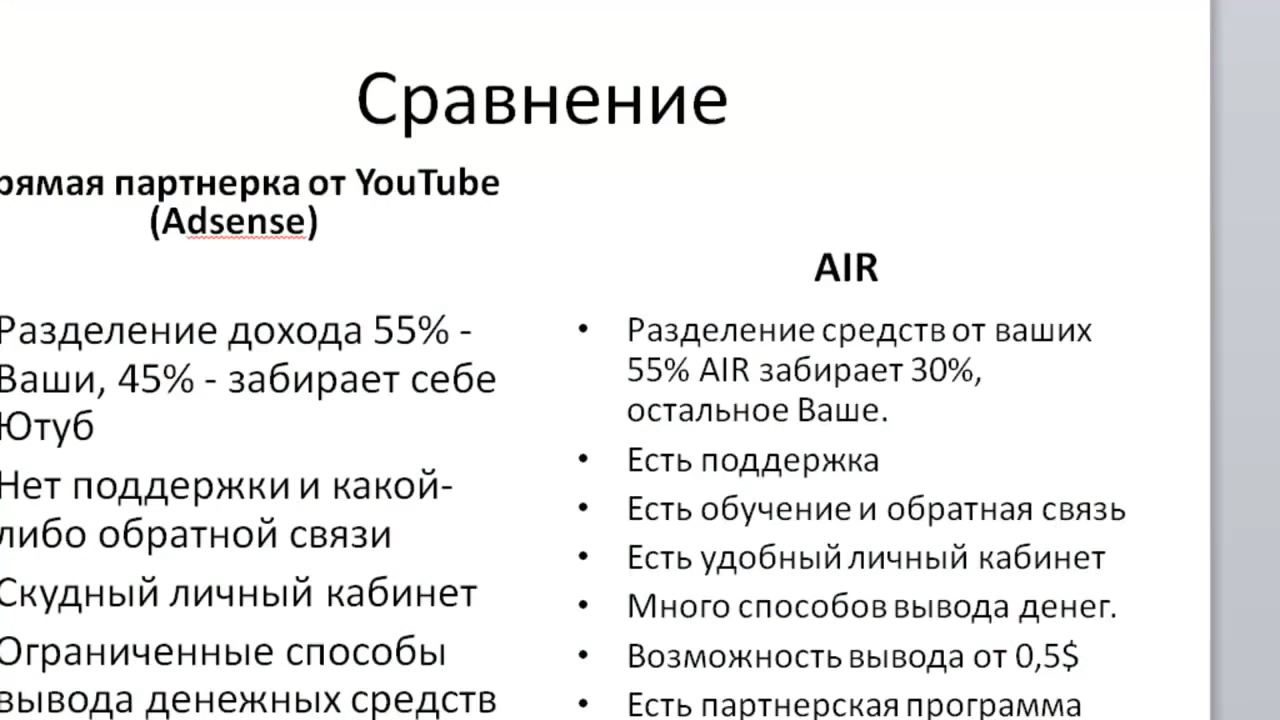 Сравнение
рямая партнерка от YouTube
(Adsense)
Разделение дохода 55% -
Ваши, 45% - забирает себе
Ютуб
Нет поддержки и какой-
либо обратной связи
Скудный личный кабинет
Ограниченные способы
вывода денежных средств
AIR
• Разделение средств от ваших
55% AIR забирает 30%,
остальное Ваше.
• Есть поддержка
• Есть обучение и обратная связь
• Есть удобный личный кабинет
• Много способов вывода денег.
• Возможность вывода от 0,5$
• Есть партнерская программа